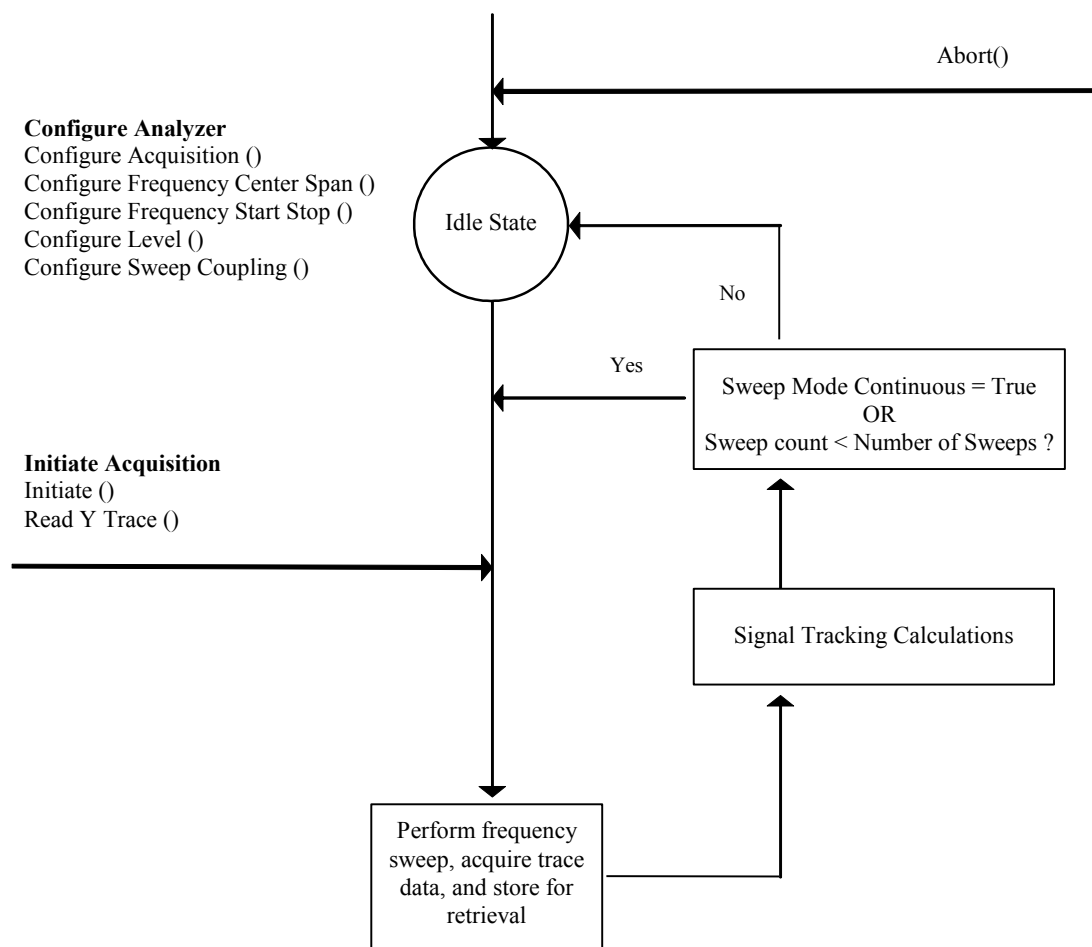 Abort()
Configure Analyzer
Configure Acquisition ()
Configure Frequency Center Span ()
Configure Frequency Start Stop ()
Configure Level ()
Configure Sweep Coupling ()
Idle State
No
Yes
Sweep Mode Continuous = True
OR
Sweep count < Number of Sweeps ?
Initiate Acquisition
Initiate ()
Read Y Trace ()
Signal Tracking Calculations
Perform frequency
sweep, acquire trace
data, and store for
retrieval